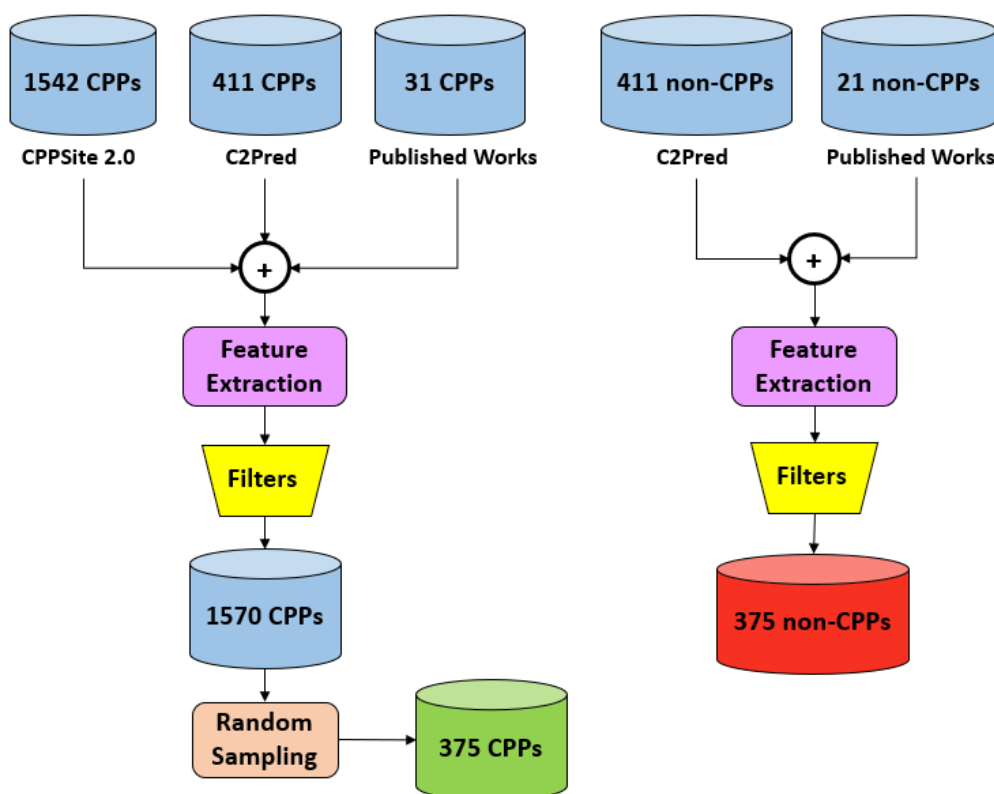 1542 CPPs
411 CPPs
31 CPPs
411 non-CPPs
21 non-CPPs
CPPSite 2.0
C2Pred
Published Works
C2Pred
Published Works
+
+
Feature
Extraction
Feature
Extraction
Filters
Filters
1570 CPPs
375 non-CPPs
Random
Sampling
375 CPPs